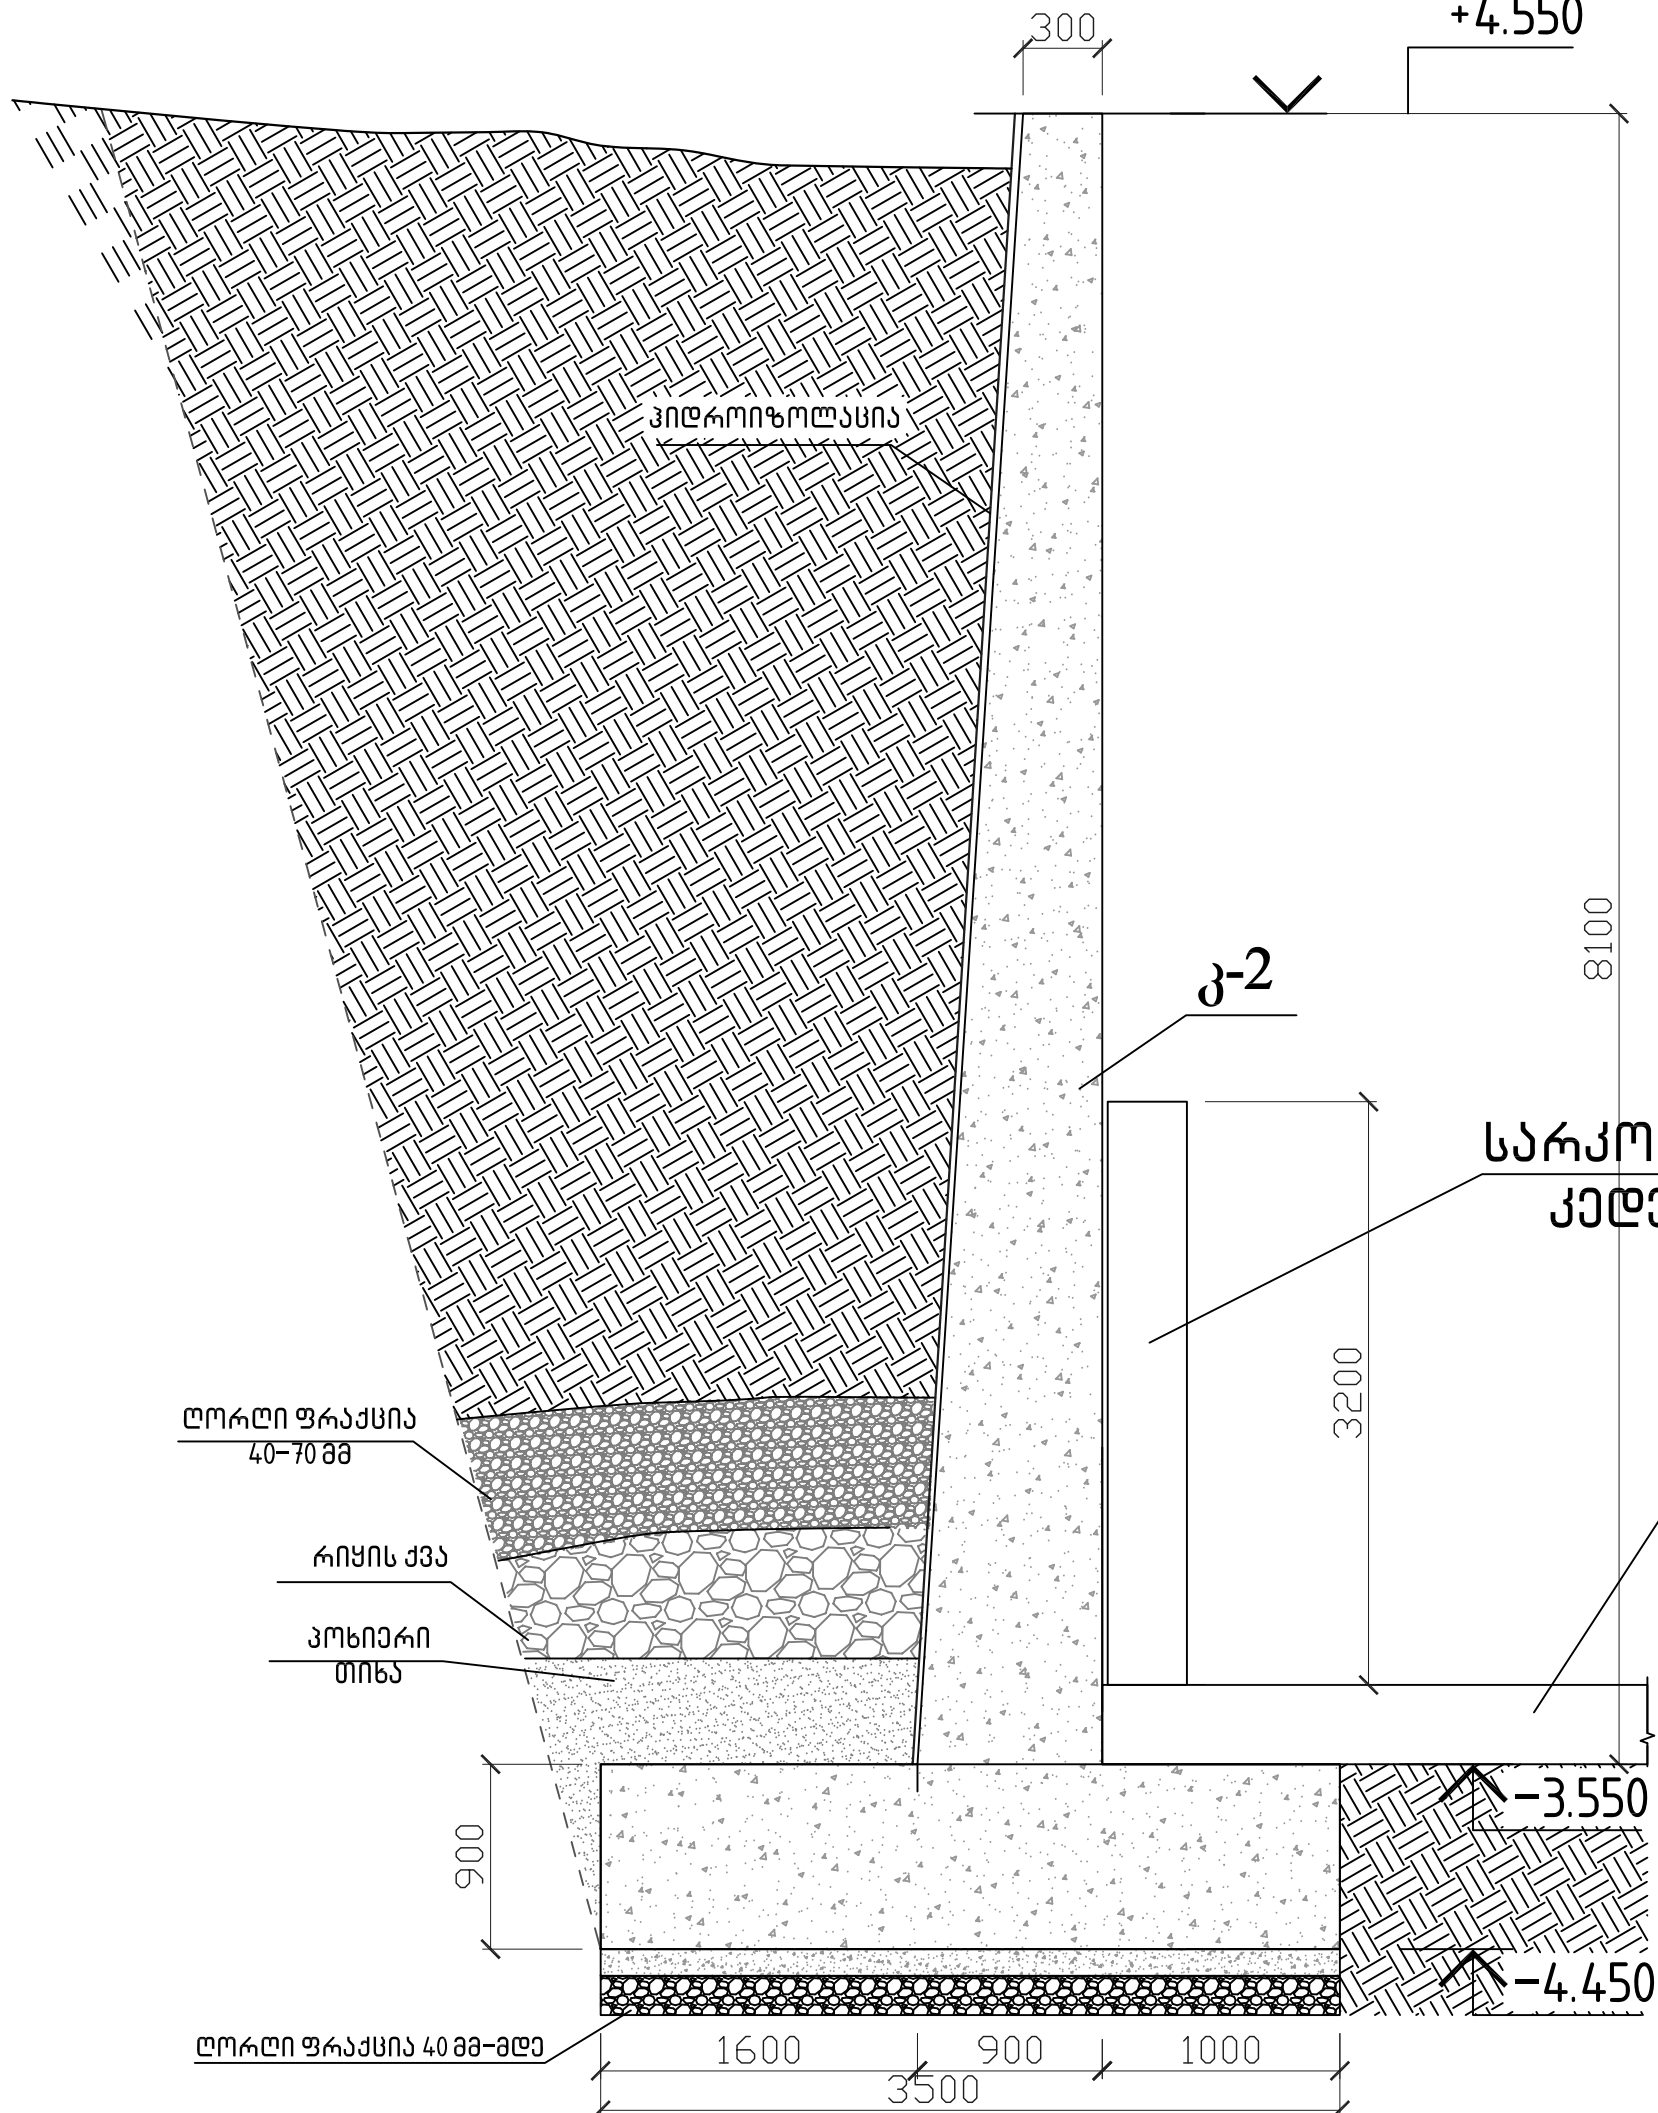 300
+4.550
ჰიდროიზოლაცია
8100
კ-2
სარკო
კედე
3200
ღორღი ფრაქცია
40-70 მმ
რიყის ქვა
პოხიერი
თიხა
900
-3.550
-4.450
ღორღი ფრაქცია 40 მმ-მდე
1600
900
1000
3500